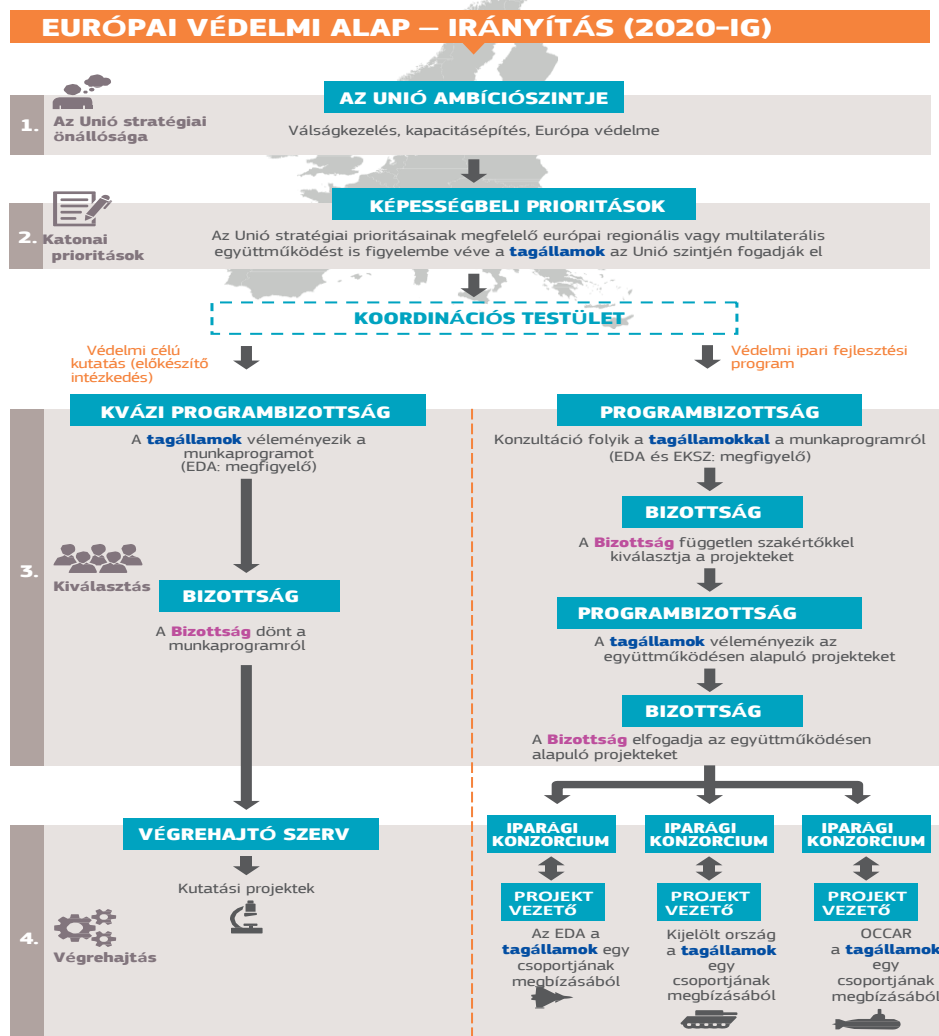 EURÓPAI VÉDELMI ALAP – IRÁNYÍTÁS (2020-IG)
AZ UNIÓ AMBÍCIÓSZINTJE
1.
Az Unió stratégiai
önállósága
Válságkezelés, kapacitásépítés, Európa védelme
KÉPESSÉGBELI PRIORITÁSOK
2.
Katonai
prioritások
Az Unió stratégiai prioritásainak megfelelő európai regionális vagy multilaterális
együttműködést is figyelembe véve a tagállamok az Unió szintjén fogadják el
KOORDINÁCIÓS TESTÜLET
Védelmi célú
kutatás (előkészítő
intézkedés)
Védelmi ipari fejlesztési
program
3.
Kiválasztás
KVÁZI PROGRAMBIZOTTSÁG
A tagállamok véleményezik a
munkaprogramot
(EDA: megfigyelő)
BIZOTTSÁG
A Bizottság dönt a
munkaprogramról
PROGRAMBIZOTTSÁG
Konzultáció folyik a tagállamokkal a munkaprogramról
(EDA és EKSZ: megfigyelő)
BIZOTTSÁG
A Bizottság független szakértőkkel
kiválasztja a projekteket
PROGRAMBIZOTTSÁG
A tagállamok véleményezik az
együttműködésen alapuló projekteket
BIZOTTSÁG
A Bizottság elfogadja az együttműködésen
alapuló projekteket
4.
Végrehajtás
VÉGREHAJTÓ SZERV
Kutatási projektek
IPARÁGI
KONZORCIUM
PROJEKT
VEZETŐ
Az EDA a
tagállamok egy
csoportjának
megbízásából
IPARÁGI
KONZORCIUM
PROJEKT
VEZETŐ
Kijelölt ország
a tagállamok
egy
csoportjának
megbízásából
IPARÁGI
KONZORCIUM
PROJEKT
VEZETŐ
OCCAR
a tagállamok
egy
csoportjának
megbízásából